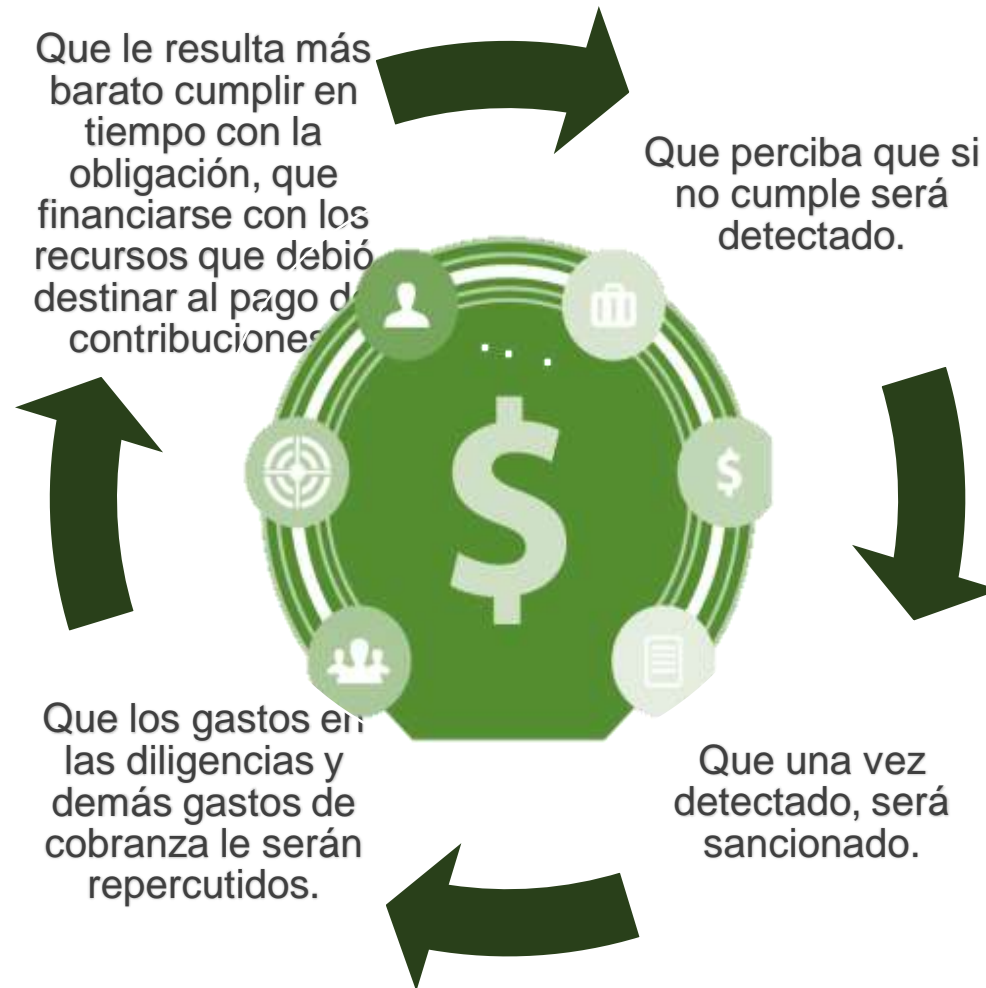 Que le resulta más
barato cumplir en
tiempo con la
obligación, que
financiarse con los
recursos que debió
destinar al pago de
contribuciones
Que perciba que si
no cumple será
detectado.
Que una vez
detectado, será
sancionado.
Que los gastos en
las diligencias y
demás gastos de
cobranza le serán
repercutidos.
$
$